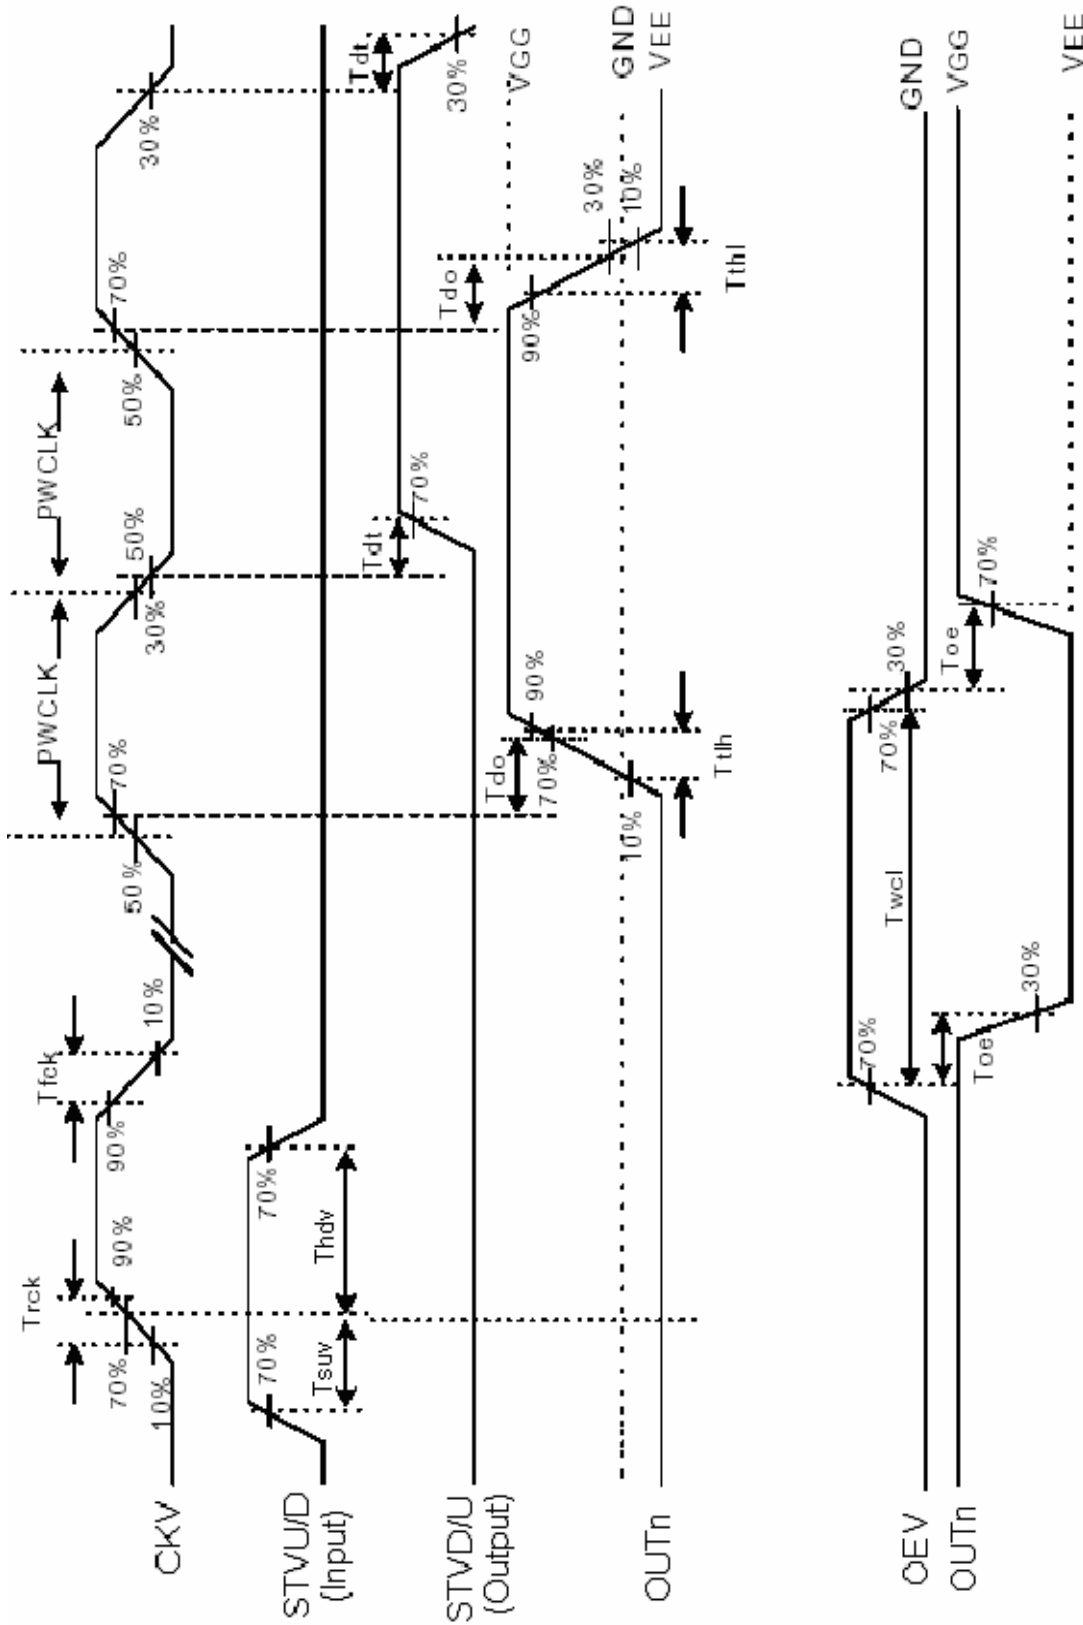 CKV
Trck
70%
10%
90%
Tfck
90%
10%
50%
70%
PWCLK
30%
50%
PWCLK
50%
70%
30%
STVU/D
(Input)
70%
Tsuv
Thdv
70%
STVD/U
(Output)
Tdt
70%
Tdt
30%
OUTn
10%
Tdo
70%
90%
Ttlh
90%
Tdo
30%
10%
Tthl
VGG
GND
VEE
OEV
OUTn
70%
Toe
30%
Twcl
70%
30%
Toe
70%
GND
VGG
VEE